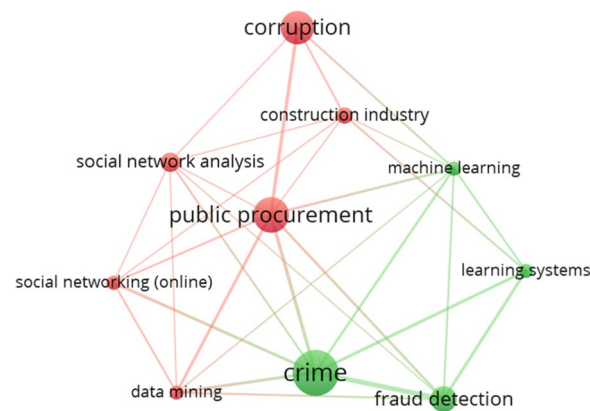 corruption
construction industry
social network analysis
machine learning
public procurement
learning systems
social networking (online)
crime
data mining
fraud detection